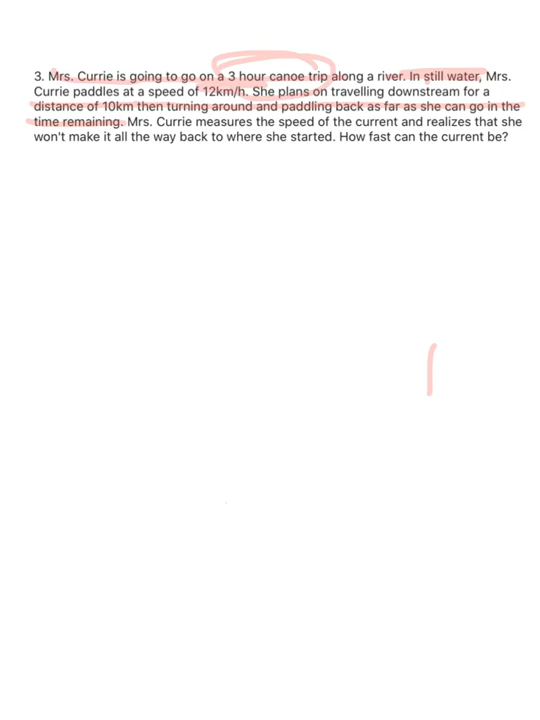 3. Mrs. Currie is going to go on a 3 hour canoe trip along a river. In still water, Mrs.
Currie paddles at a speed of 12km/h. She plans on travelling downstream for a
distance of 10km then turning around and paddling back as far as she can go in the
time remaining. Mrs. Currie measures the speed of the current and realizes that she
won't make it all the way back to where she started. How fast can the current be?